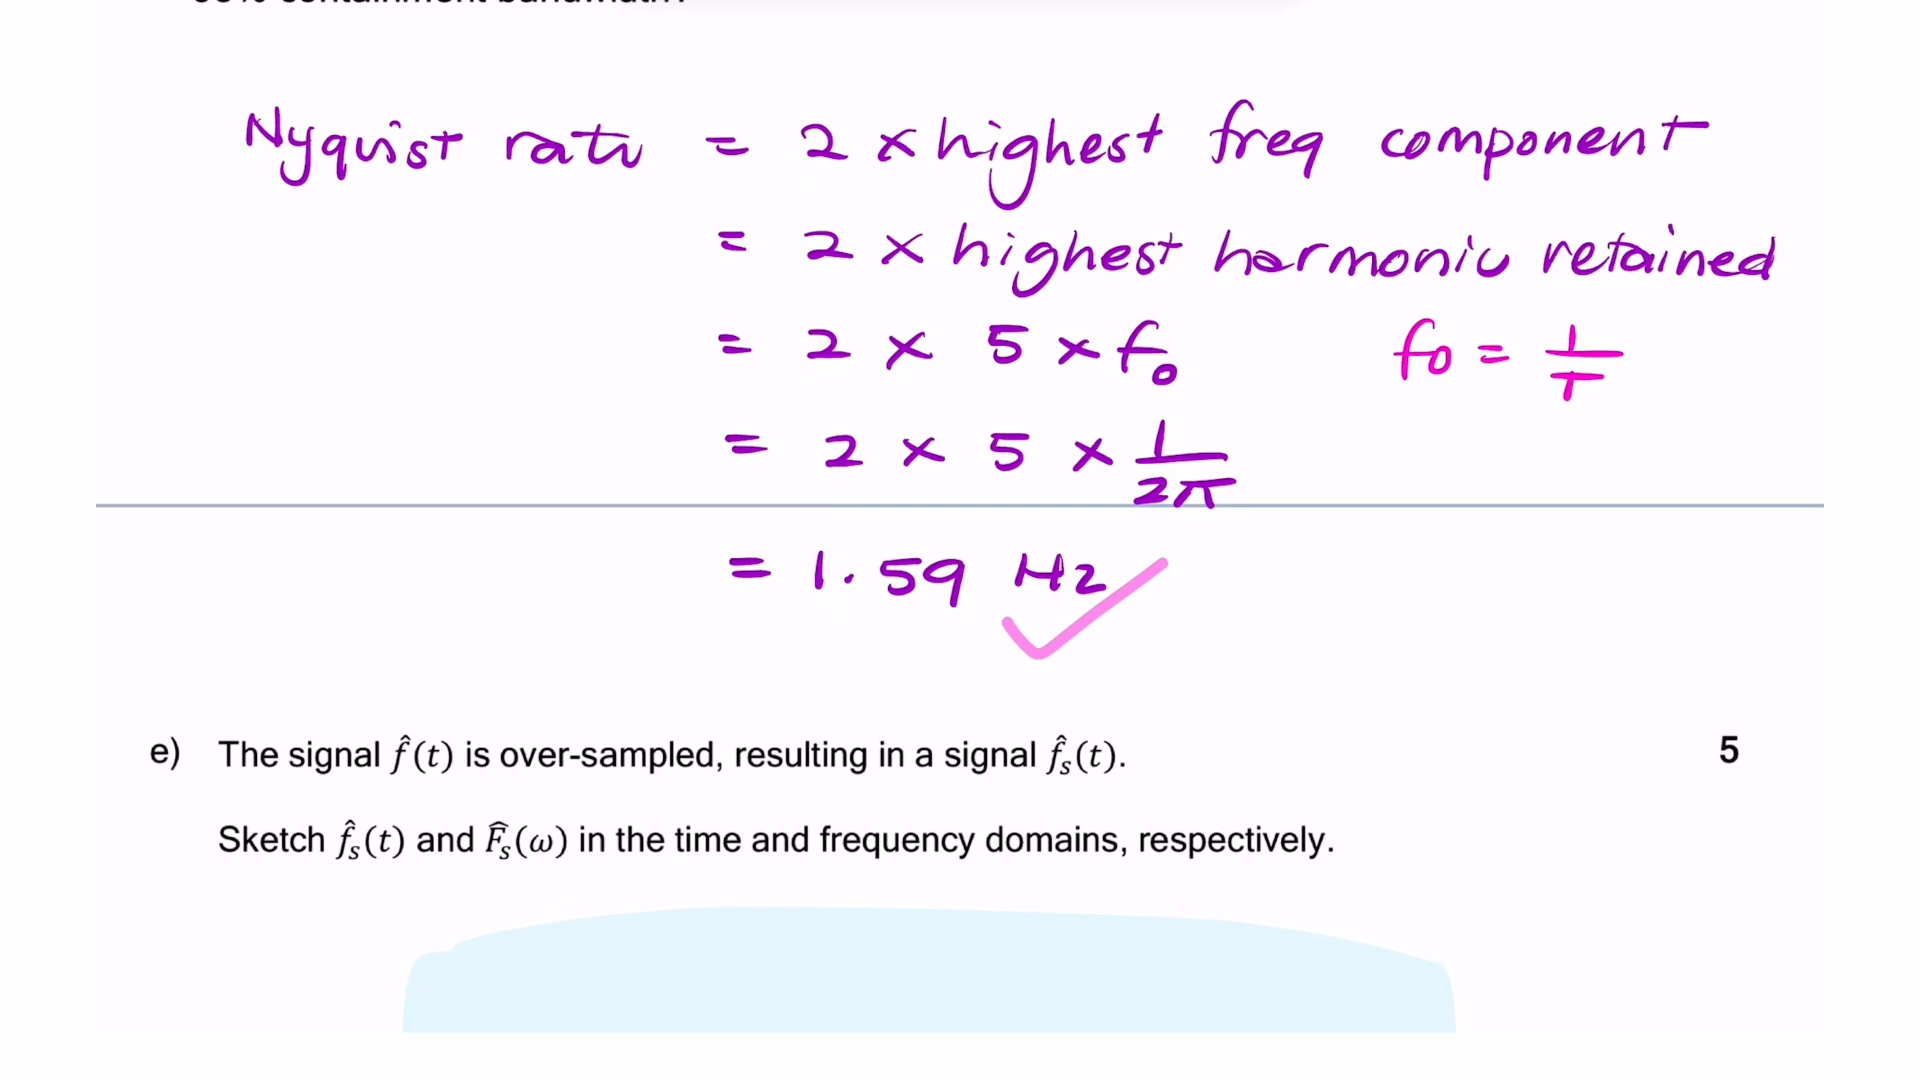 Nyquist rate = 2 x highest freq component
= 2 x highest harmonic retained
= 2 x 5 x f₀ f₀ = 1/T
= 2 x 5 x 1/2π
= 1.59 Hz
e) The signal f̂(t) is over-sampled, resulting in a signal f̂ₛ(t). 5
Sketch f̂ₛ(t) and F̂ₛ(ω) in the time and frequency domains, respectively.